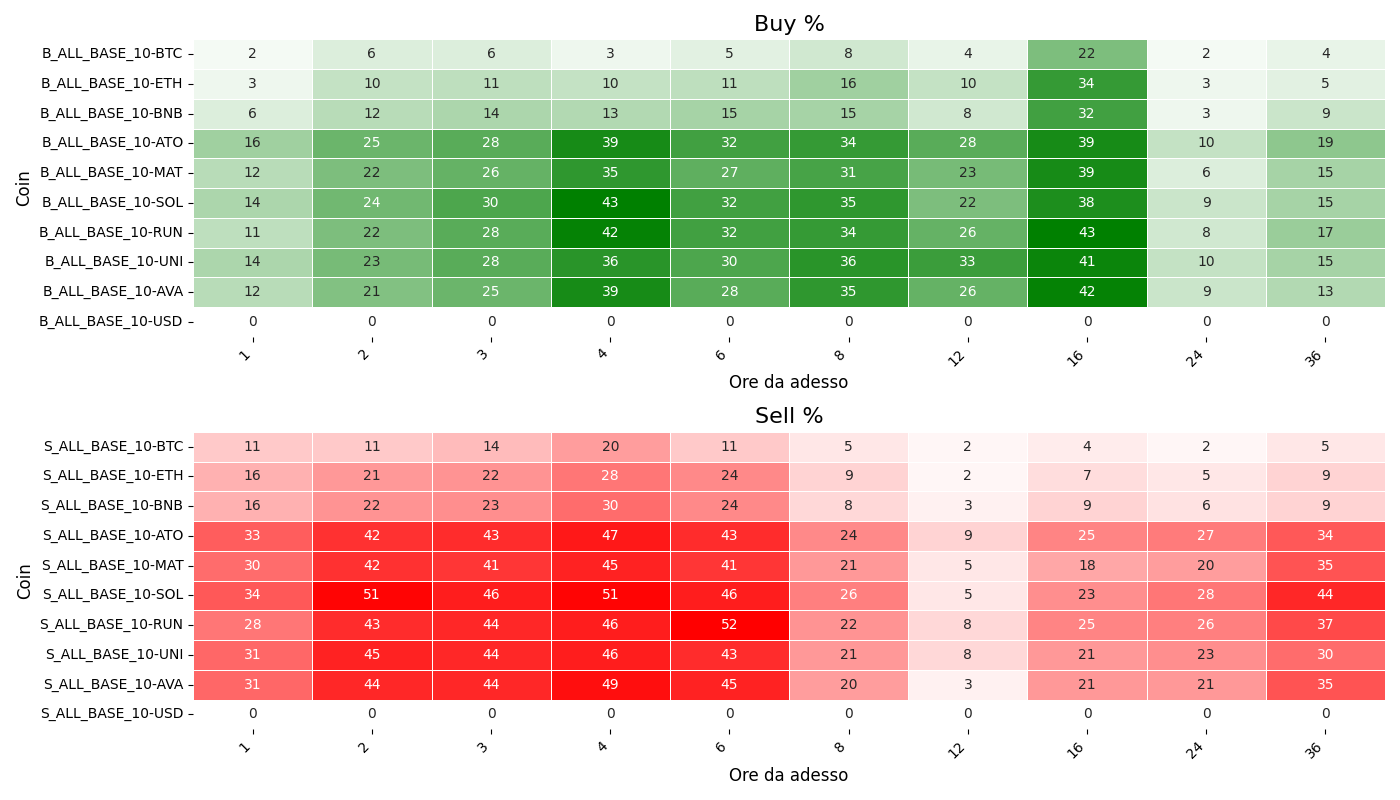 Buy %
Coin
B_ALL_BASE_10-BTC 2 6 6 3 5 8 4 22 2 4
B_ALL_BASE_10-ETH 3 10 11 10 11 16 10 34 3 5
B_ALL_BASE_10-BNB 6 12 14 13 15 15 8 32 3 9
B_ALL_BASE_10-ATO 16 25 28 39 32 34 28 39 10 19
B_ALL_BASE_10-MAT 12 22 26 35 27 31 23 39 6 15
B_ALL_BASE_10-SOL 14 24 30 43 32 35 22 38 9 15
B_ALL_BASE_10-RUN 11 22 28 42 32 34 26 43 8 17
B_ALL_BASE_10-UNI 14 23 28 36 30 36 33 41 10 15
B_ALL_BASE_10-AVA 12 21 25 39 28 35 26 42 9 13
B_ALL_BASE_10-USD 0 0 0 0 0 0 0 0 0 0
1 2 3 4 6 8 12 16 24 36
Ore da adesso
Sell %
Coin
S_ALL_BASE_10-BTC 11 11 14 20 11 5 2 4 2 5
S_ALL_BASE_10-ETH 16 21 22 28 24 9 2 7 5 9
S_ALL_BASE_10-BNB 16 22 23 30 24 8 3 9 6 9
S_ALL_BASE_10-ATO 33 42 43 47 43 24 9 25 27 34
S_ALL_BASE_10-MAT 30 42 41 45 41 21 5 18 20 35
S_ALL_BASE_10-SOL 34 51 46 51 46 26 5 23 28 44
S_ALL_BASE_10-RUN 28 43 44 46 52 22 8 25 26 37
S_ALL_BASE_10-UNI 31 45 44 46 43 21 8 21 23 30
S_ALL_BASE_10-AVA 31 44 44 49 45 20 3 21 21 35
S_ALL_BASE_10-USD 0 0 0 0 0 0 0 0 0 0
1 2 3 4 6 8 12 16 24 36
Ore da adesso